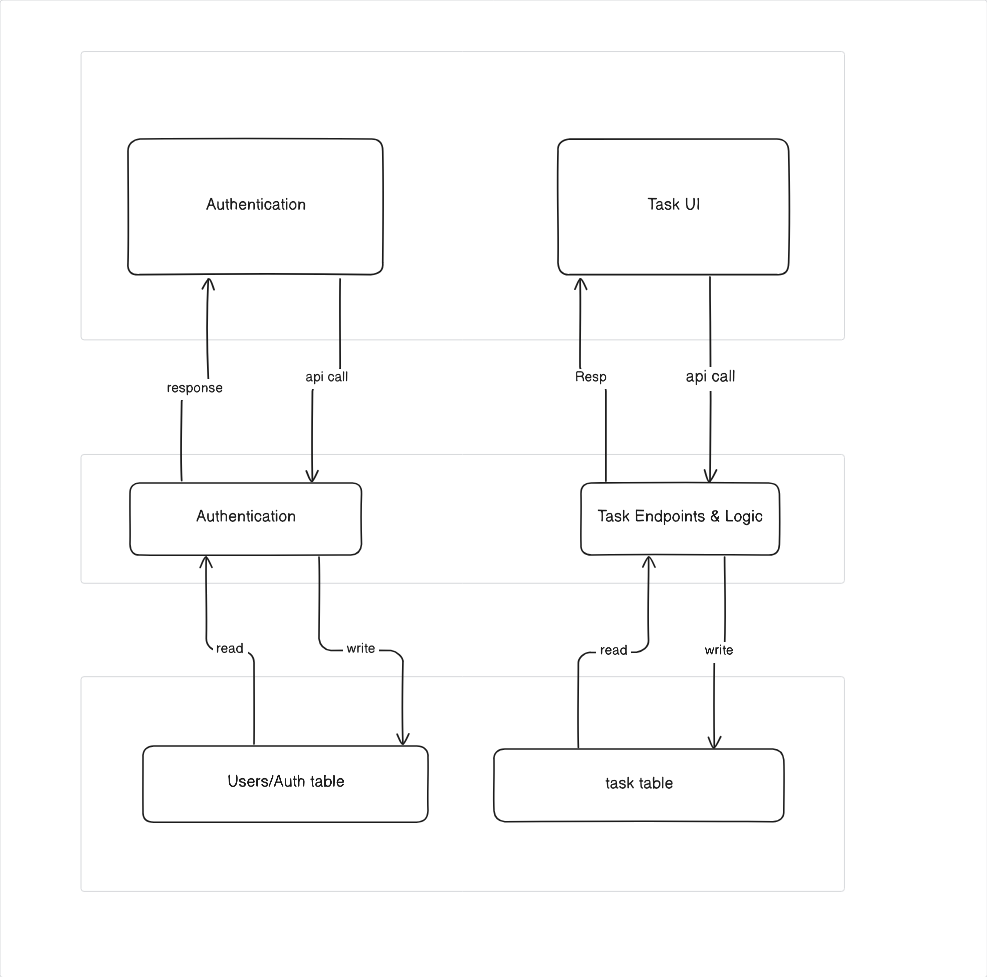 Authentication
Task UI
response
api call
Resp
api call
Authentication
Task Endpoints & Logic
read
write
read
write
Users/Auth table
task table